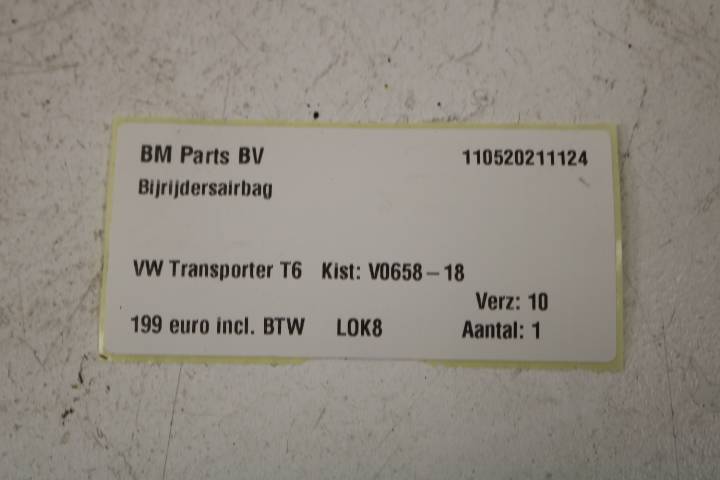 BM Parts BV 110520211124
Bijrijdersairbag
VW Transporter T6 Kist: V0658-18
Verz: 10
199 euro incl. BTW LOK8 Aantal: 1